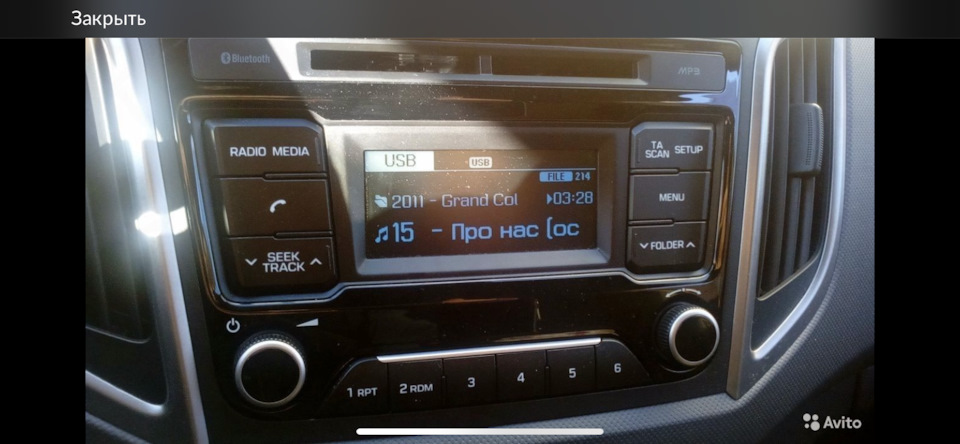 Закрыть
Bluetooth
MP3
RADIO MEDIA
SEEK
TRACK
USB
USB
FILE 214
2011 - Grand Col
03:28
15 - Про нас (ос
TA
SCAN
SETUP
MENU
FOLDER
1 RPT
2 RDM
3
4
5
6
Avito